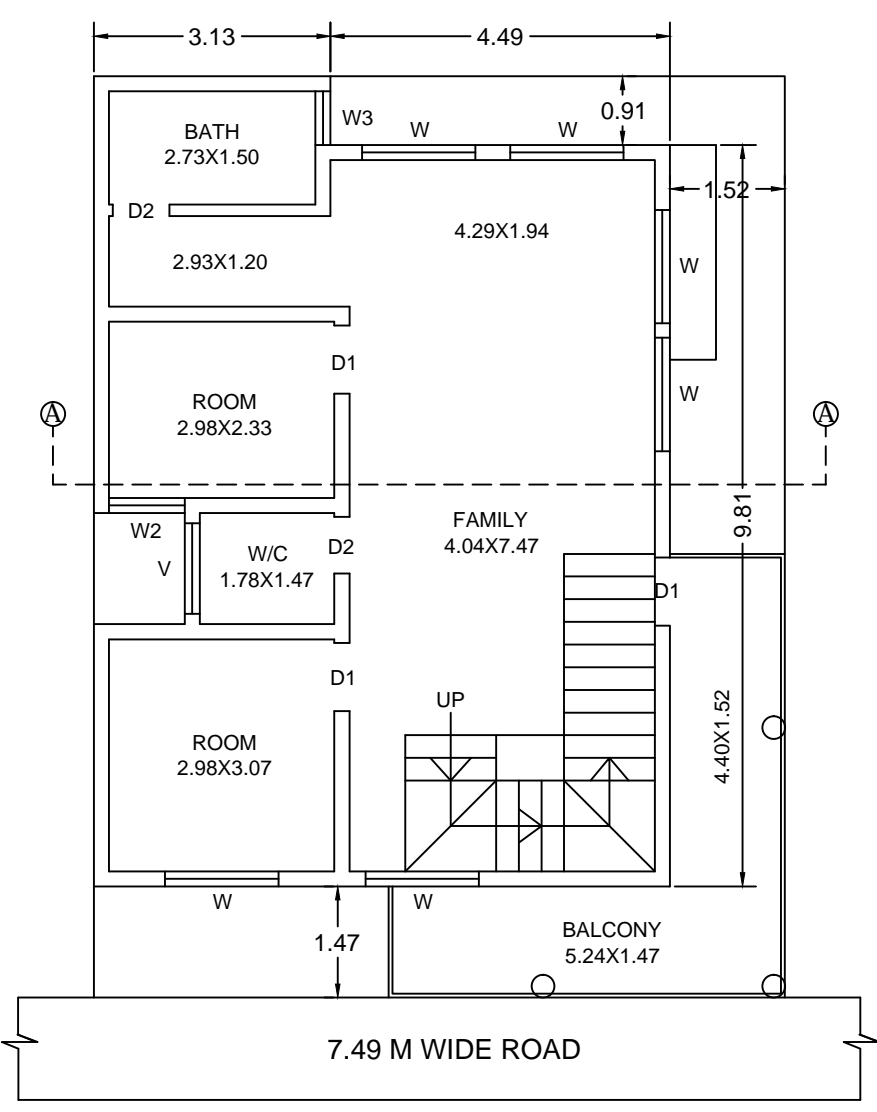 3.13
4.49
0.91
W3
W
W
BATH
2.73X1.50
1.52
D2
4.29X1.94
2.93X1.20
W
D1
W
ROOM
2.98X2.33
A
A
9.81
FAMILY
4.04X7.47
W2
V
W/C
1.78X1.47
D2
D1
D1
UP
4.40X1.52
ROOM
2.98X3.07
W
W
1.47
BALCONY
5.24X1.47
7.49 M WIDE ROAD